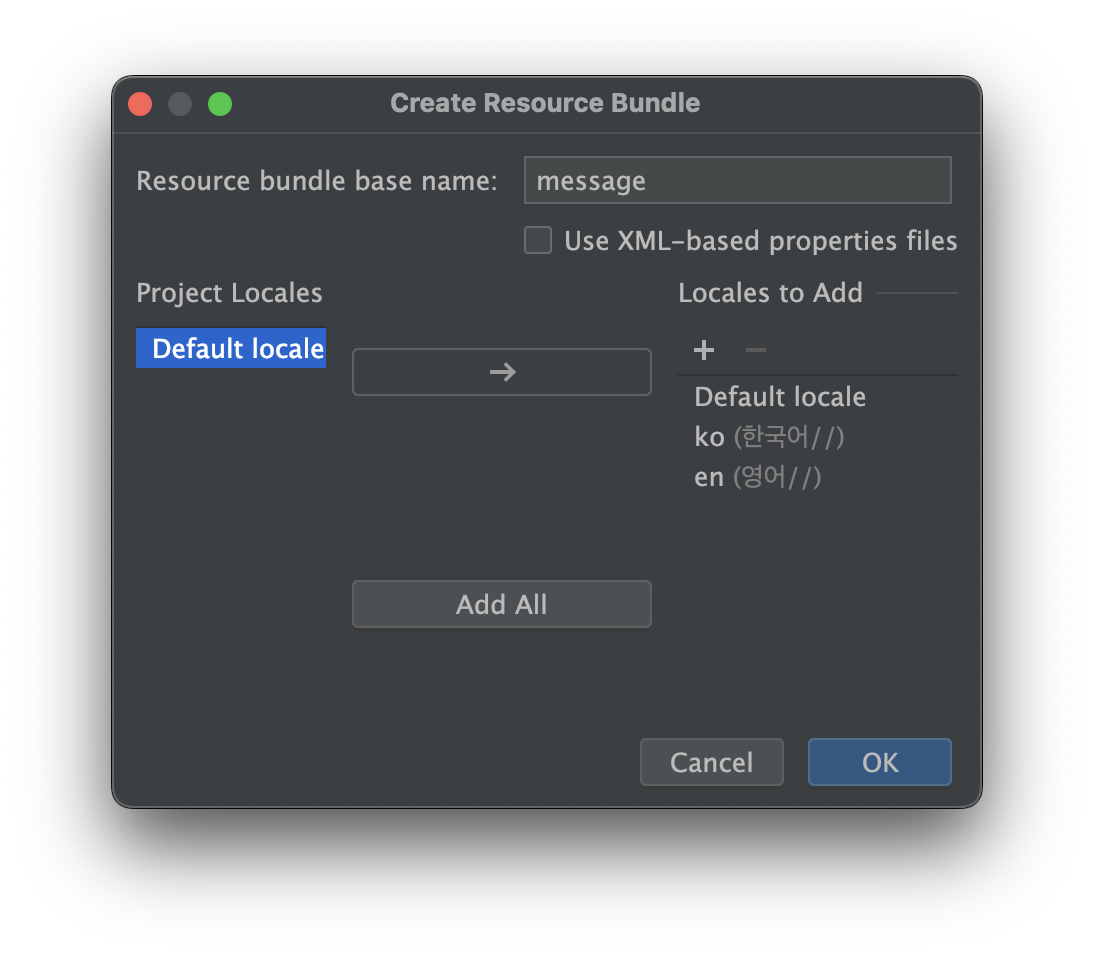 Create Resource Bundle
Resource bundle base name: message
Use XML-based properties files
Project Locales
Default locale
→
Add All
Locales to Add
+ −
Default locale
ko (한국어//)
en (영어//)
Cancel OK